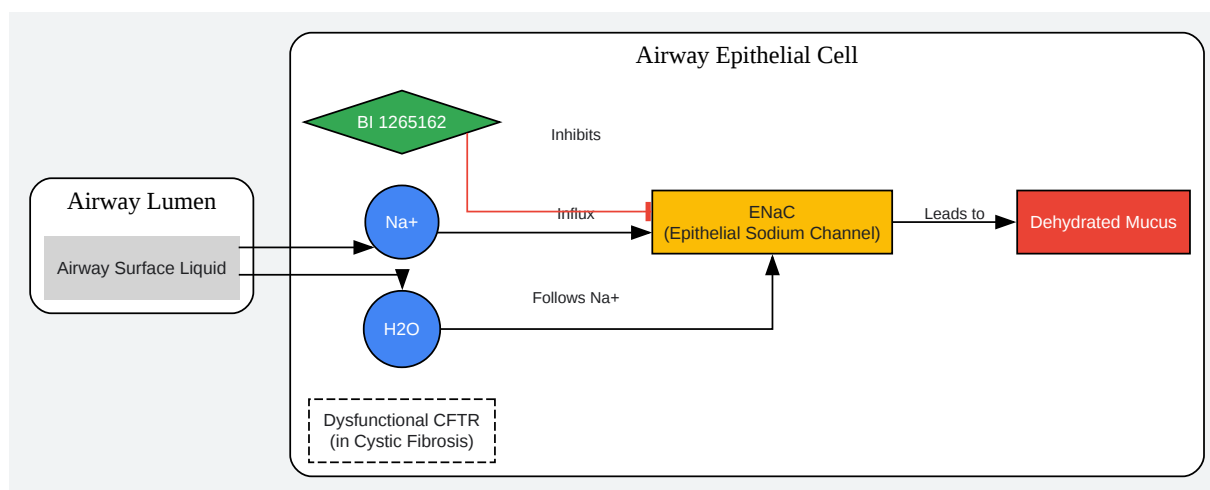 Airway Epithelial Cell
BI 1265162
Inhibits
Airway Lumen
Airway Surface Liquid
Na+
Influx
ENaC
(Epithelial Sodium Channel)
Leads to
Dehydrated Mucus
H2O
Follows Na+
Dysfunctional CFTR
(in Cystic Fibrosis)